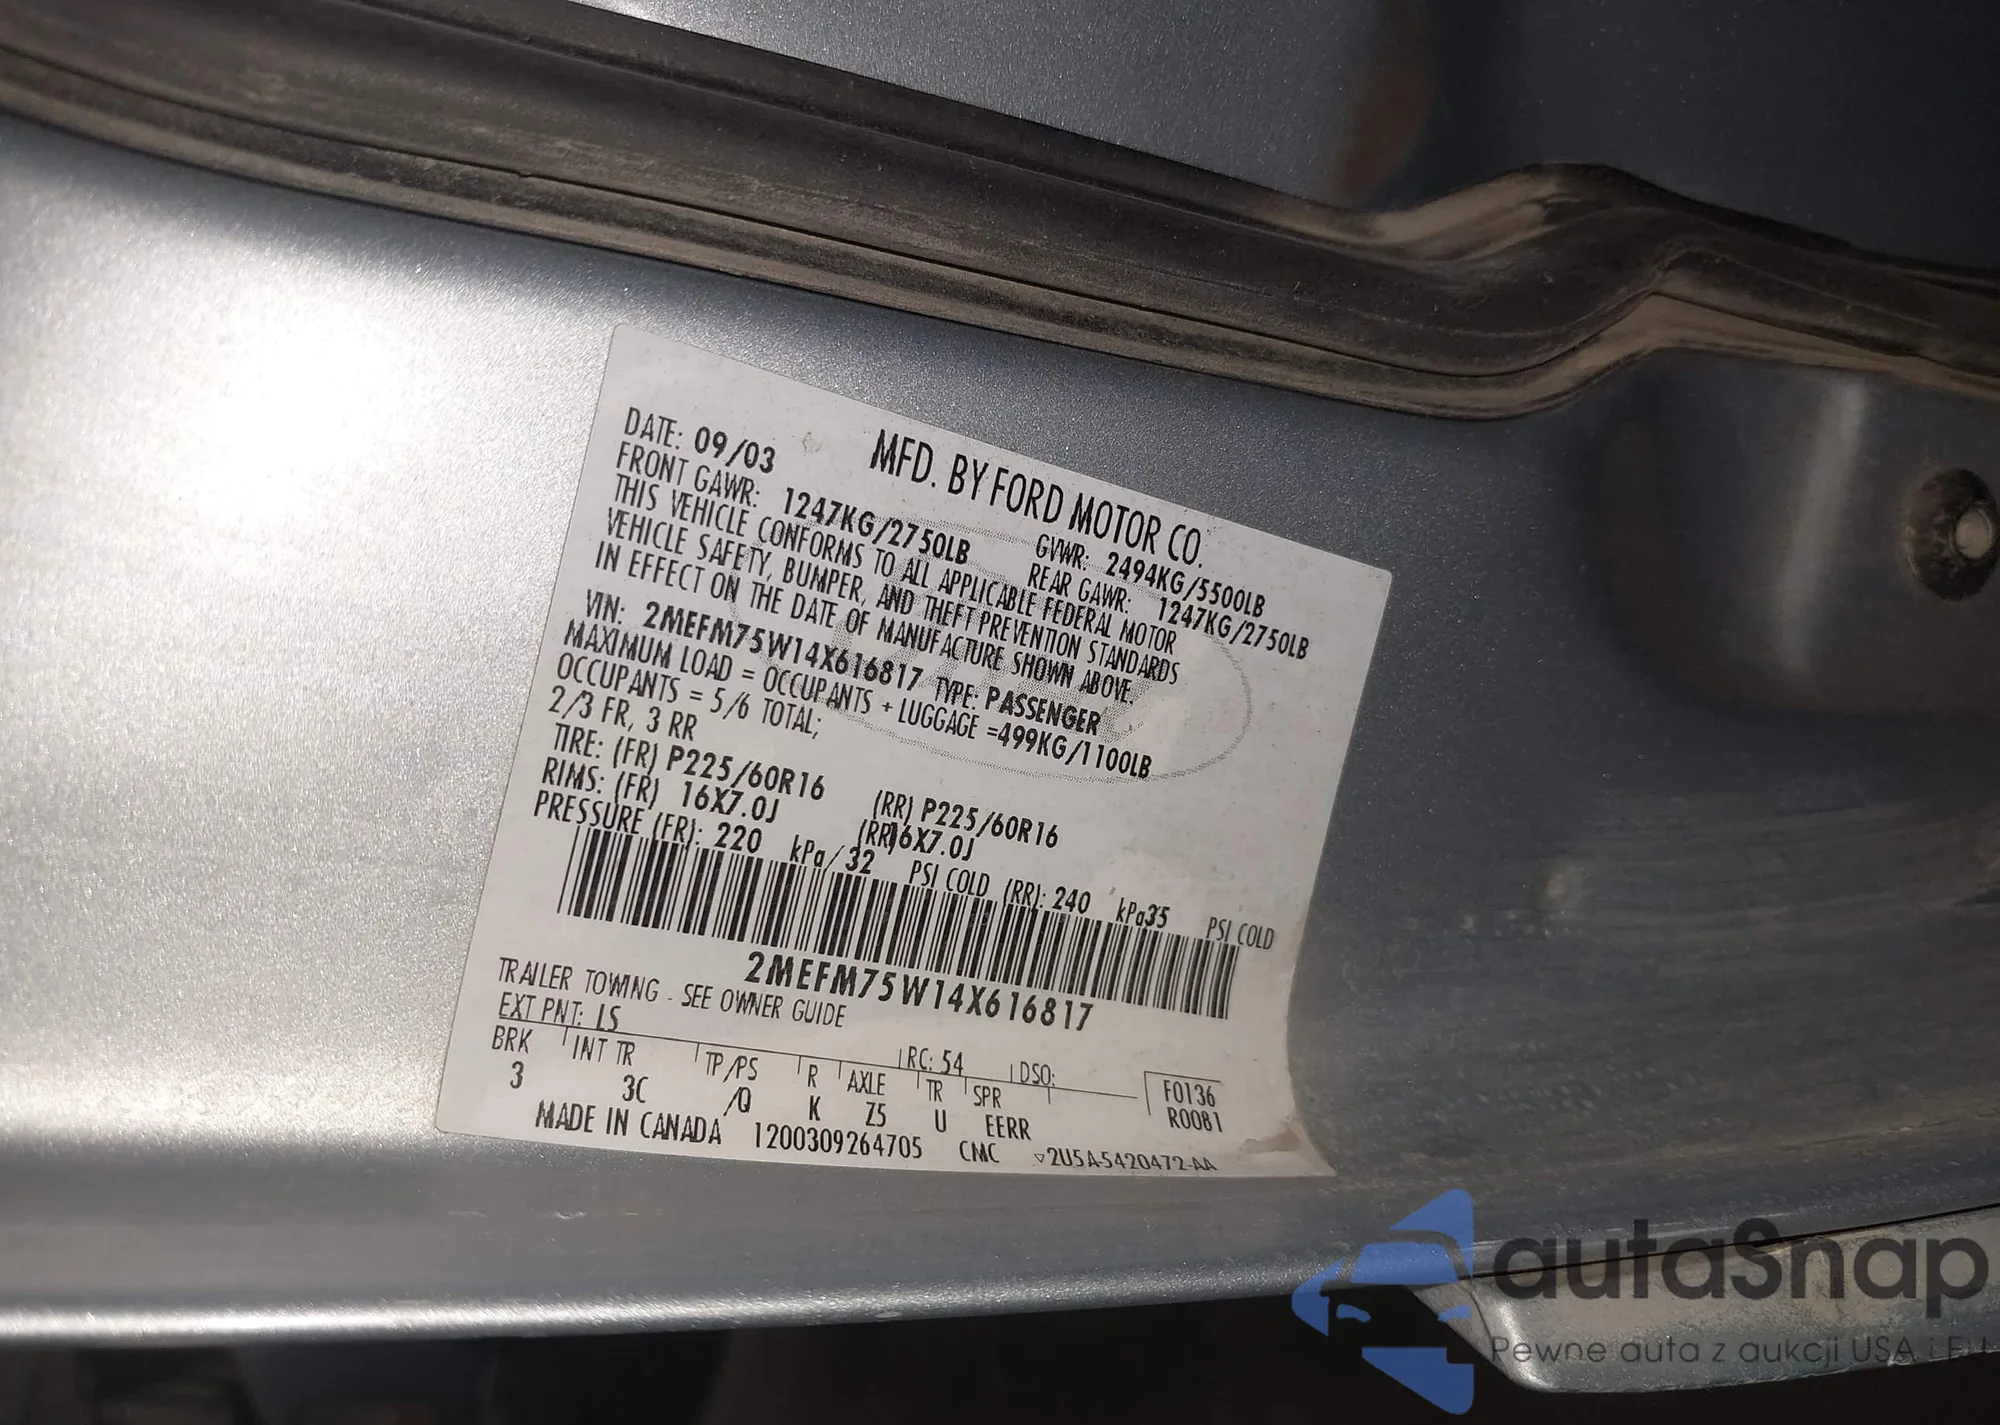 MFD. BY FORD MOTOR CO.
DATE: 09/03 GVWR: 2494KG/5500LB
FRONT GAWR: 1247KG/2750LB REAR GAWR: 1247KG/2750LB
THIS VEHICLE CONFORMS TO ALL APPLICABLE FEDERAL MOTOR
VEHICLE SAFETY, BUMPER, AND THEFT PREVENTION STANDARDS
IN EFFECT ON THE DATE OF MANUFACTURE SHOWN ABOVE.
VIN: 2MEFM75W14X616817 TYPE: PASSENGER
MAXIMUM LOAD = OCCUPANTS + LUGGAGE =499KG/1100LB
OCCUPANTS = 5/6 TOTAL;
2/3 FR, 3 RR
TIRE: (FR) P225/60R16 (RR) P225/60R16
RIMS: (FR) 16X7.0J (RR)16X7.0J
PRESSURE (FR): 220 kPa/32 PSI COLD (RR): 240 kPa35 PSI COLD
2MEFM75W14X616817
TRAILER TOWING - SEE OWNER GUIDE
EXT PNT: LS RC: 54 DSO:
BRK INT TR TP/PS R AXLE TR SPR F0136
3 3C /Q K Z5 U EERR R0081
MADE IN CANADA 1200309264705 CMC ▽2U5A-5420472-AA
autaSnap
Pewne auta z aukcji USA i EU